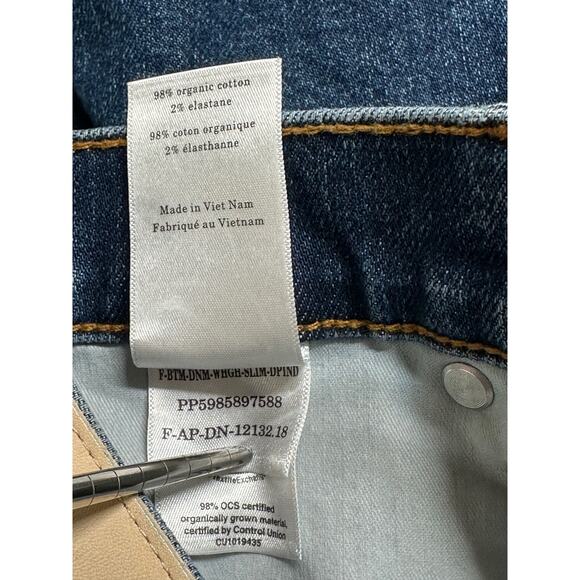 98% organic cotton
2% elastane
98% coton organique
2% élasthanne
Made in Viet Nam
Fabriqué au Vietnam
F-BTM-DNM-WHGH-SLIM-DPIND
PP5985897588
F-AP-DN-12132.18
98% OCS certified
organically grown material,
certified by Control Union
CU1019435